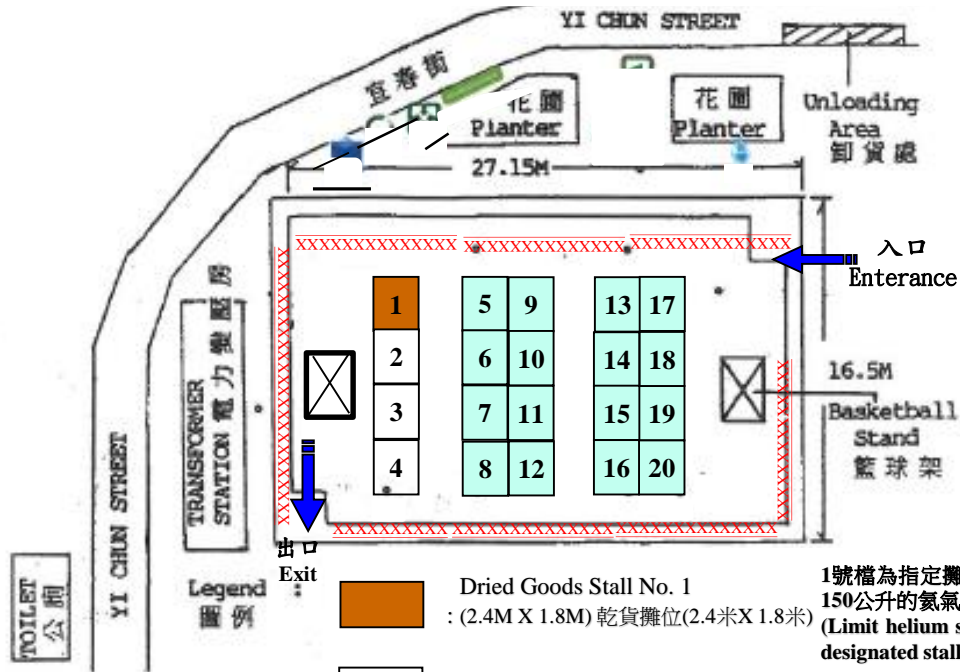 YI CHUN STREET
宜春街
花圃
Planter
花圃
Planter
Unloading
Area
卸貨處
27.15M
入口
Enterance
TRANSFORMER
STATION 電力變壓房
1
2
3
4
5 9
6 10
7 11
8 12
13 17
14 18
15 19
16 20
16.5M
Basketball
Stand
籃球架
YI CHUN STREET
TOILET
公廁
出口
Exit
Legend :
圖例
Dried Goods Stall No. 1
: (2.4M X 1.8M) 乾貨攤位(2.4米X 1.8米)
1號檔為指定攤
150公升的氦氣
(Limit helium s
designated stall